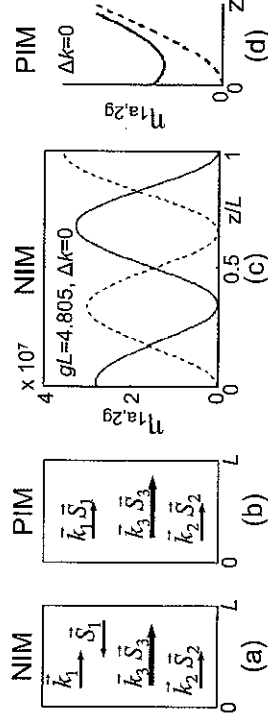 NIM
k⃗₁
S⃗₁
k⃗₃ S⃗₃
k⃗₂ S⃗₂
0 L
(a)
PIM
k⃗₁ S⃗₁
k⃗₃ S⃗₃
k⃗₂ S⃗₂
0 L
(b)
NIM
x 10⁷
gL=4.805, Δk=0
η₁ₐ,₂g
4
2
0
0 0.5 z/L 1
(c)
PIM
Δk=0
η₁ₐ,₂g
0
0 Z
(d)